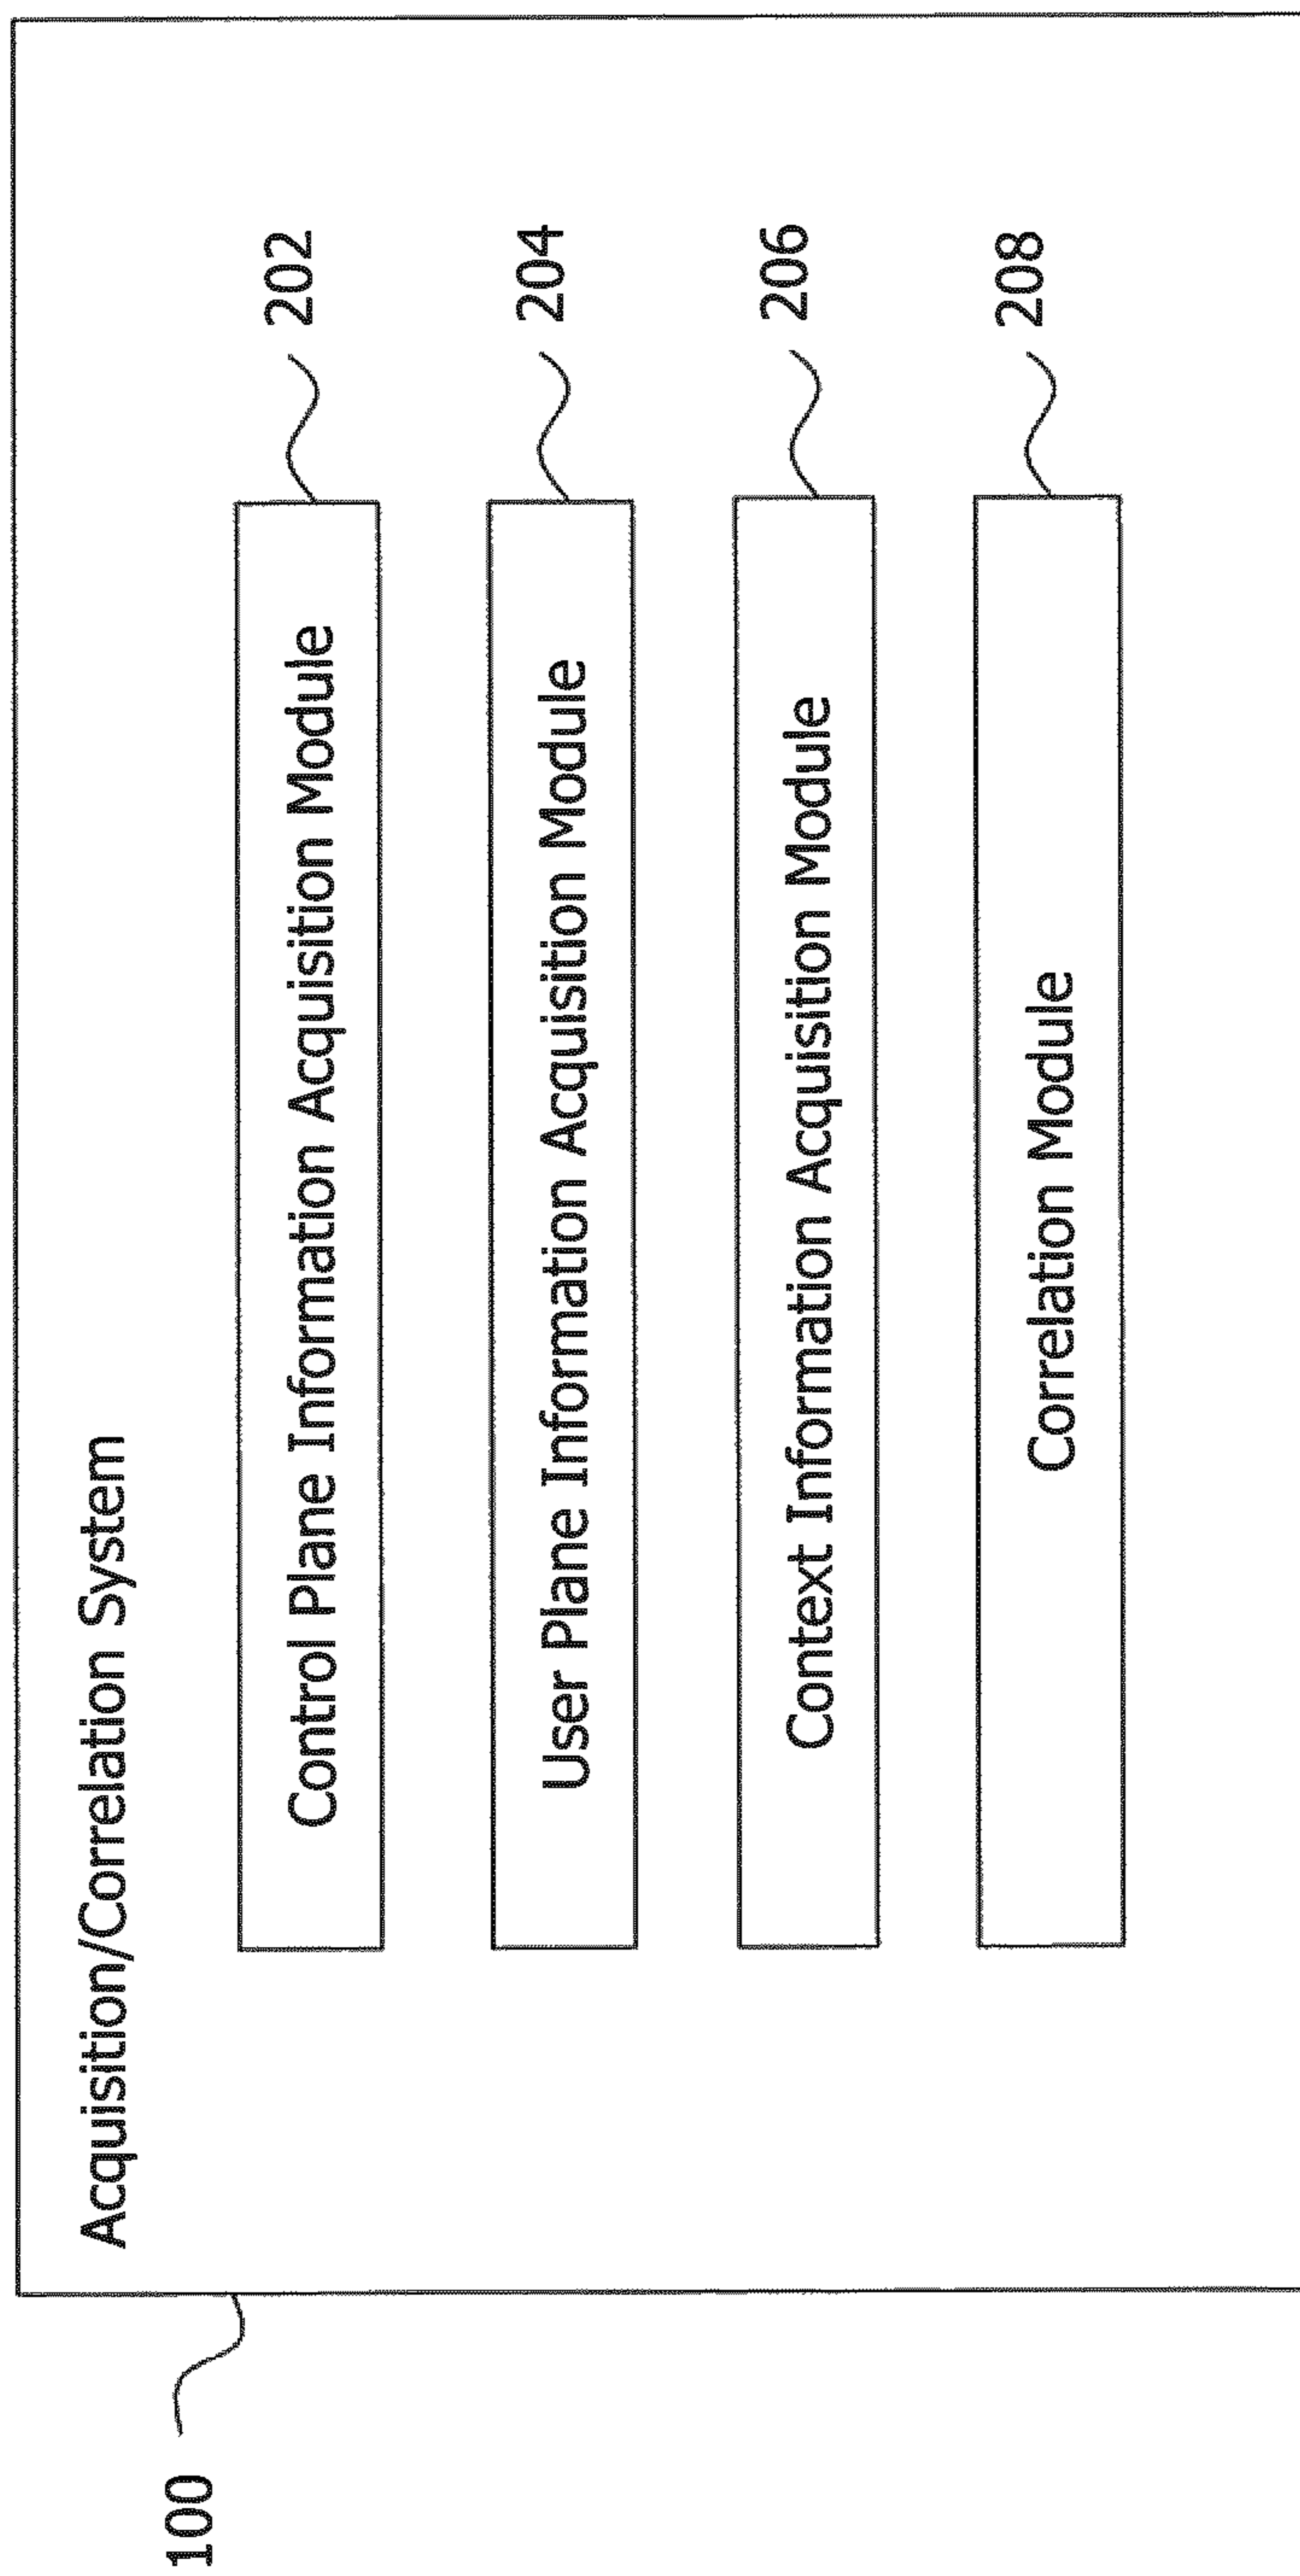 100
Acquisition/Correlation System
Control Plane Information Acquisition Module
202
User Plane Information Acquisition Module
204
Context Information Acquisition Module
206
Correlation Module
208